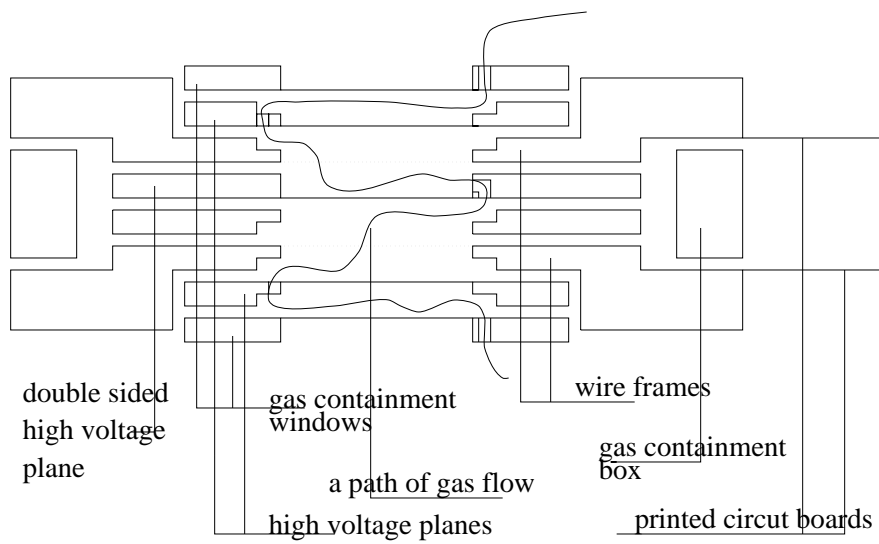 double sided
high voltage
plane
gas containment
windows
wire frames
gas containment
box
a path of gas flow
high voltage planes
printed circut boards